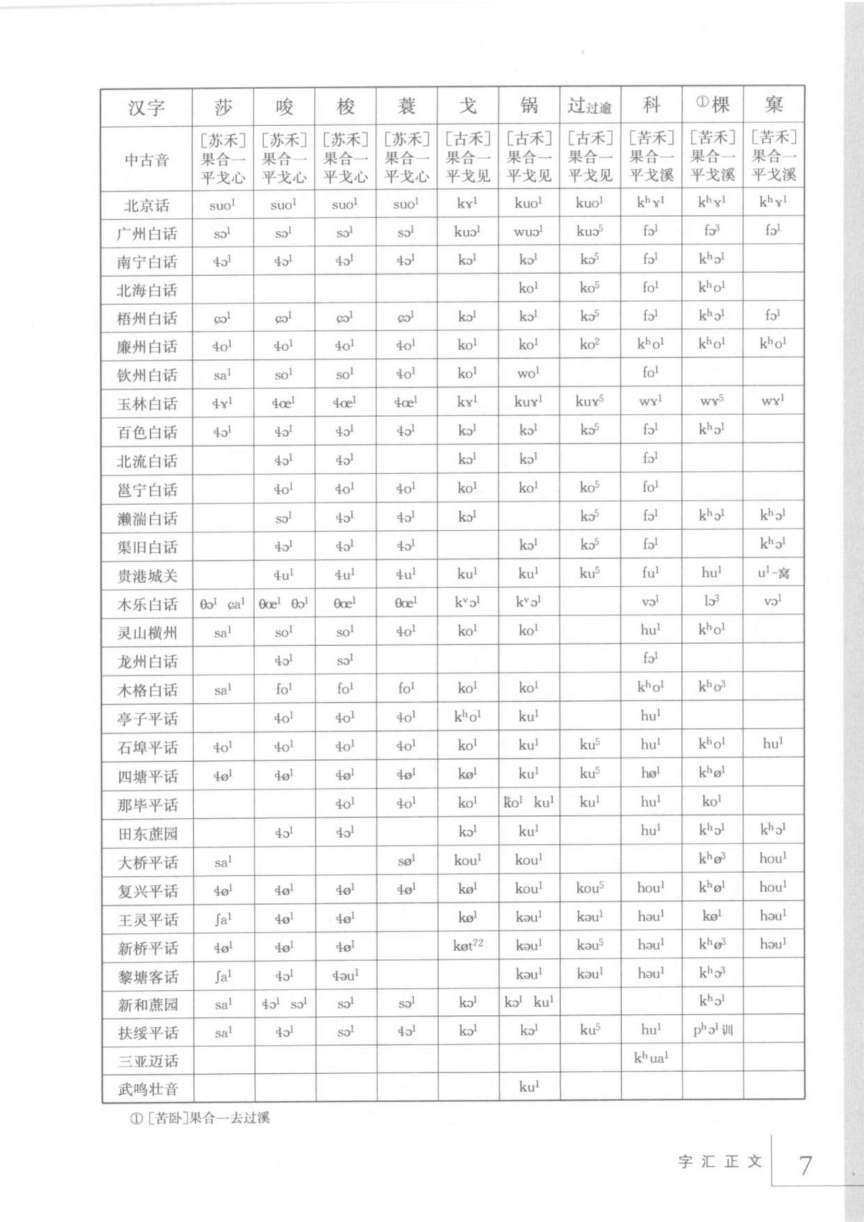 汉字 莎 唆 梭 蓑 戈 锅 过过逾 科 ①棵 窠
中古音 [苏禾]果合一平戈心 [苏禾]果合一平戈心 [苏禾]果合一平戈心 [苏禾]果合一平戈心 [古禾]果合一平戈见 [古禾]果合一平戈见 [古禾]果合一平戈见 [苦禾]果合一平戈溪 [苦禾]果合一平戈溪 [苦禾]果合一平戈溪
北京话 suo¹ suo¹ suo¹ suo¹ kɤ¹ kuo¹ kuo¹ kʰɤ¹ kʰɤ¹ kʰɤ¹
广州白话 sɔ¹ sɔ¹ sɔ¹ sɔ¹ kuɔ¹ wuɔ¹ kuɔ⁵ fɔ¹ fɔ³ fɔ¹
南宁白话 ɬɔ¹ ɬɔ¹ ɬɔ¹ ɬɔ¹ kɔ¹ kɔ¹ kɔ⁵ fɔ¹ kʰɔ¹
北海白话 ko¹ ko⁵ fo¹ kʰo¹
梧州白话 ɕɔ¹ ɕɔ¹ ɕɔ¹ ɕɔ¹ kɔ¹ kɔ¹ kɔ⁵ fɔ¹ kʰɔ¹ fɔ¹
廉州白话 ɬo¹ ɬo¹ ɬo¹ ɬo¹ ko¹ ko¹ ko² kʰo¹ kʰo¹ kʰo¹
钦州白话 sa¹ so¹ so¹ ɬo¹ ko¹ wo¹ fo¹
玉林白话 ɬɤ¹ ɬœ¹ ɬœ¹ ɬœ¹ kɤ¹ kuɤ¹ kuɤ⁵ wɤ¹ wɤ⁵ wɤ¹
百色白话 ɬɔ¹ ɬɔ¹ ɬɔ¹ ɬɔ¹ kɔ¹ kɔ¹ kɔ⁵ fɔ¹ kʰɔ¹
北流白话 ɬɔ¹ ɬɔ¹ kɔ¹ kɔ¹ fɔ¹
邕宁白话 ɬo¹ ɬo¹ ɬo¹ ko¹ ko¹ ko⁵ fo¹
濑湍白话 sɔ¹ ɬɔ¹ ɬɔ¹ kɔ¹ kɔ⁵ fɔ¹ kʰɔ¹ kʰɔ¹
渠旧白话 ɬɔ¹ ɬɔ¹ ɬɔ¹ kɔ¹ kɔ⁵ fɔ¹ kʰɔ¹
贵港城关 ɬu¹ ɬu¹ ɬu¹ ku¹ ku¹ ku⁵ fu¹ hu¹ u¹-窝
木乐白话 θɔ¹ ɕa¹ θœ¹ θɔ¹ θœ¹ θœ¹ kᵛɔ¹ kᵛɔ¹ vɔ¹ lɔ³ vɔ¹
灵山横州 sa¹ so¹ so¹ ɬo¹ ko¹ ko¹ hu¹ kʰo¹
龙州白话 ɬɔ¹ sɔ¹ fɔ¹
木格白话 sa¹ fo¹ fo¹ fo¹ ko¹ ko¹ kʰo¹ kʰo³
亭子平话 ɬo¹ ɬo¹ ɬo¹ kʰo¹ ku¹ hu¹
石埠平话 ɬo¹ ɬo¹ ɬo¹ ɬo¹ ko¹ ku¹ ku⁵ hu¹ kʰo¹ hu¹
四塘平话 ɬø¹ ɬø¹ ɬø¹ ɬø¹ kø¹ ku¹ ku⁵ hø¹ kʰø¹
那毕平话 ɬo¹ ɬo¹ ko¹ ko¹ ku¹ ku¹ hu¹ ko¹
田东蔗园 ɬɔ¹ ɬɔ¹ kɔ¹ ku¹ hu¹ kʰɔ¹ kʰɔ¹
大桥平话 sa¹ sø¹ kou¹ kou¹ kʰø³ hou¹
复兴平话 ɬø¹ ɬø¹ ɬø¹ ɬø¹ kø¹ kou¹ kou⁵ hou¹ kʰø¹ hou¹
王灵平话 ʃa¹ ɬø¹ ɬø¹ kø¹ kəu¹ kəu¹ həu¹ kø¹ həu¹
新桥平话 ɬø¹ ɬø¹ ɬø¹ køt⁷² kəu¹ kəu⁵ həu¹ kʰø³ həu¹
黎塘客话 ʃa¹ ɬɔ¹ ɬəu¹ kəu¹ kəu¹ həu¹ kʰɔ³
新和蔗园 sa¹ ɬɔ¹ sɔ¹ sɔ¹ sɔ¹ kɔ¹ kɔ¹ ku¹ kʰɔ¹
扶绥平话 sa¹ ɬɔ¹ sɔ¹ ɬɔ¹ kɔ¹ kɔ¹ ku⁵ hu¹ pʰɔ¹训
三亚迈话 kʰua¹
武鸣壮音 ku¹
① [苦卧]果合一去过溪
字汇正文 7